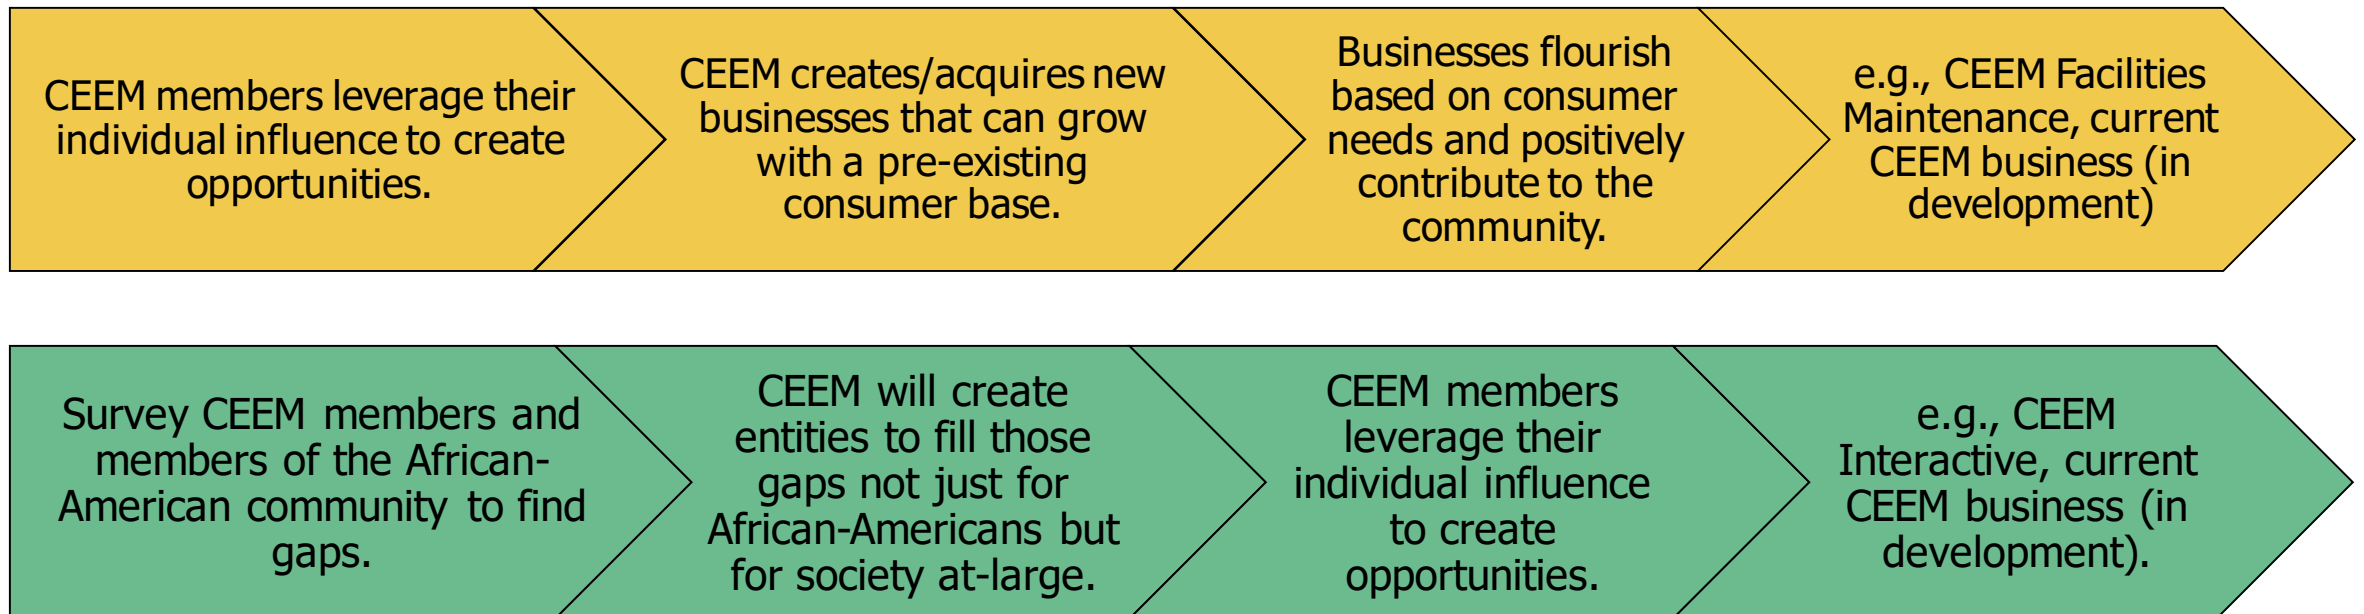 CEEM members leverage their
individual influence to create
opportunities.
CEEM creates/acquires new
businesses that can grow
with a pre-existing
consumer base.
Businesses flourish
based on consumer
needs and positively
contribute to the
community.
e.g., CEEM Facilities
Maintenance, current
CEEM business (in
development)
Survey CEEM members and
members of the African-
American community to find
gaps.
CEEM will create
entities to fill those
gaps not just for
African-Americans but
for society at-large.
CEEM members
leverage their
individual influence
to create
opportunities.
e.g., CEEM
Interactive, current
CEEM business (in
development).